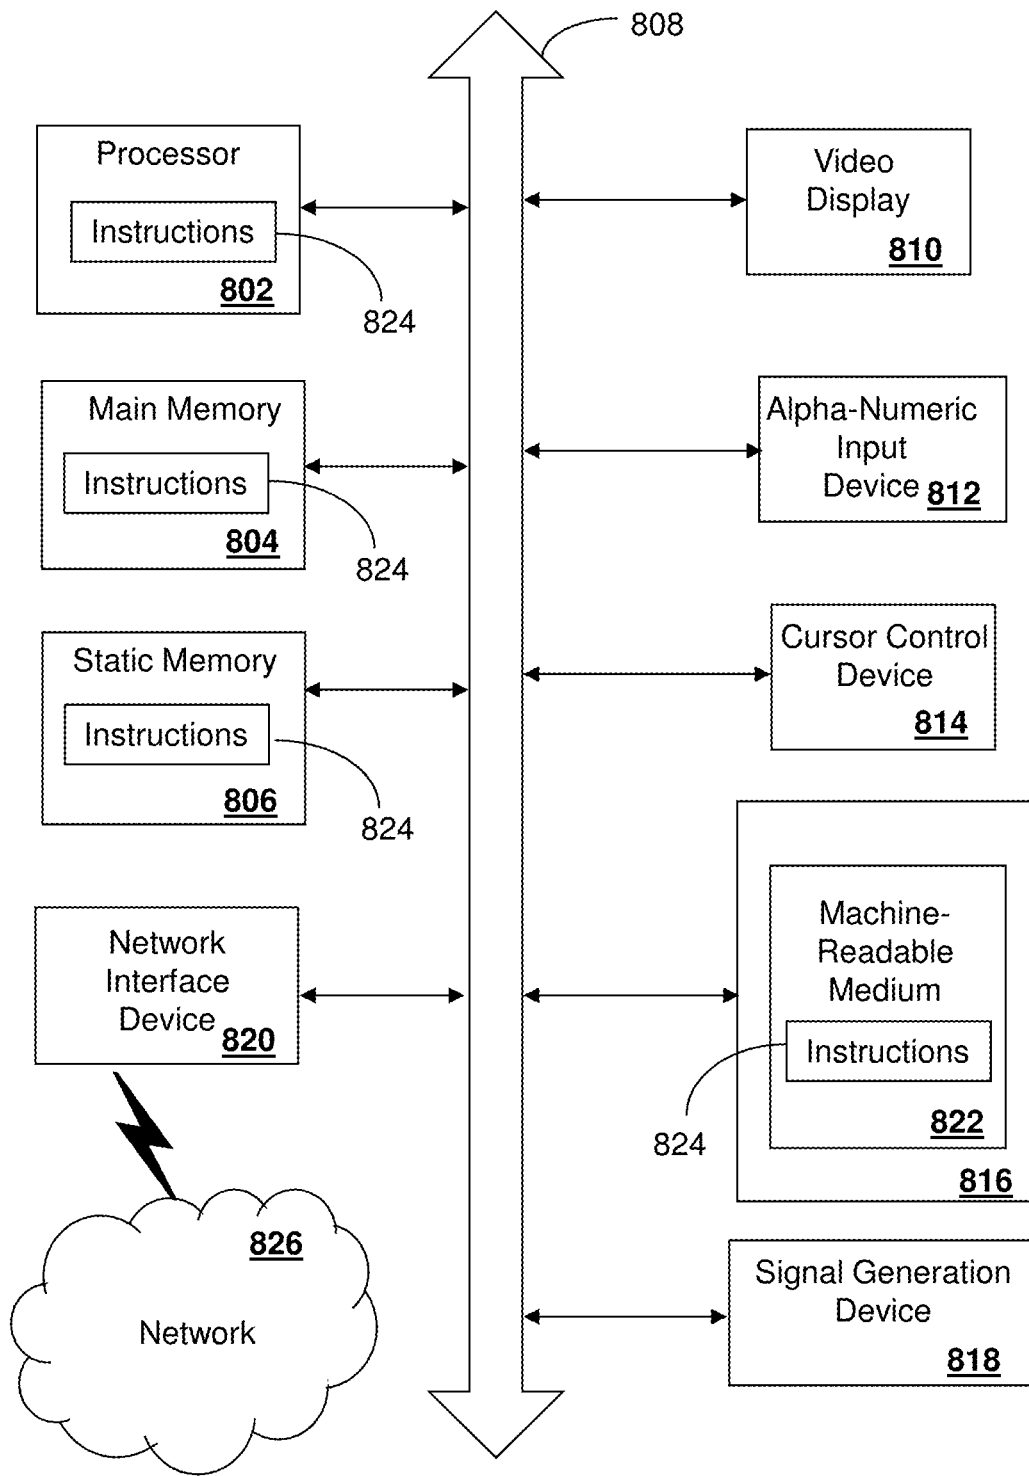 808
Processor
Instructions
802
824
Main Memory
Instructions
804
824
Static Memory
Instructions
806
824
Network
Interface
Device
820
826
Network
Video
Display
810
Alpha-Numeric
Input
Device
812
Cursor Control
Device
814
Machine-
Readable
Medium
Instructions
824
822
816
Signal Generation
Device
818